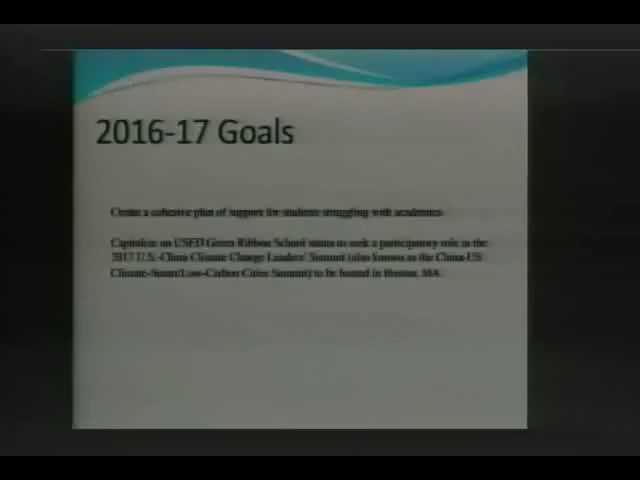 2016-17 Goals
Create a cohesive plan of support for students struggling with academics
Capitalize on USED Green Ribbon School status to seek a participatory role in the
2017 U.S.-China Climate Change Leaders' Summit (also known as the China-US
Climate-Smart/Low-Carbon Cities Summit) to be hosted in Boston, MA